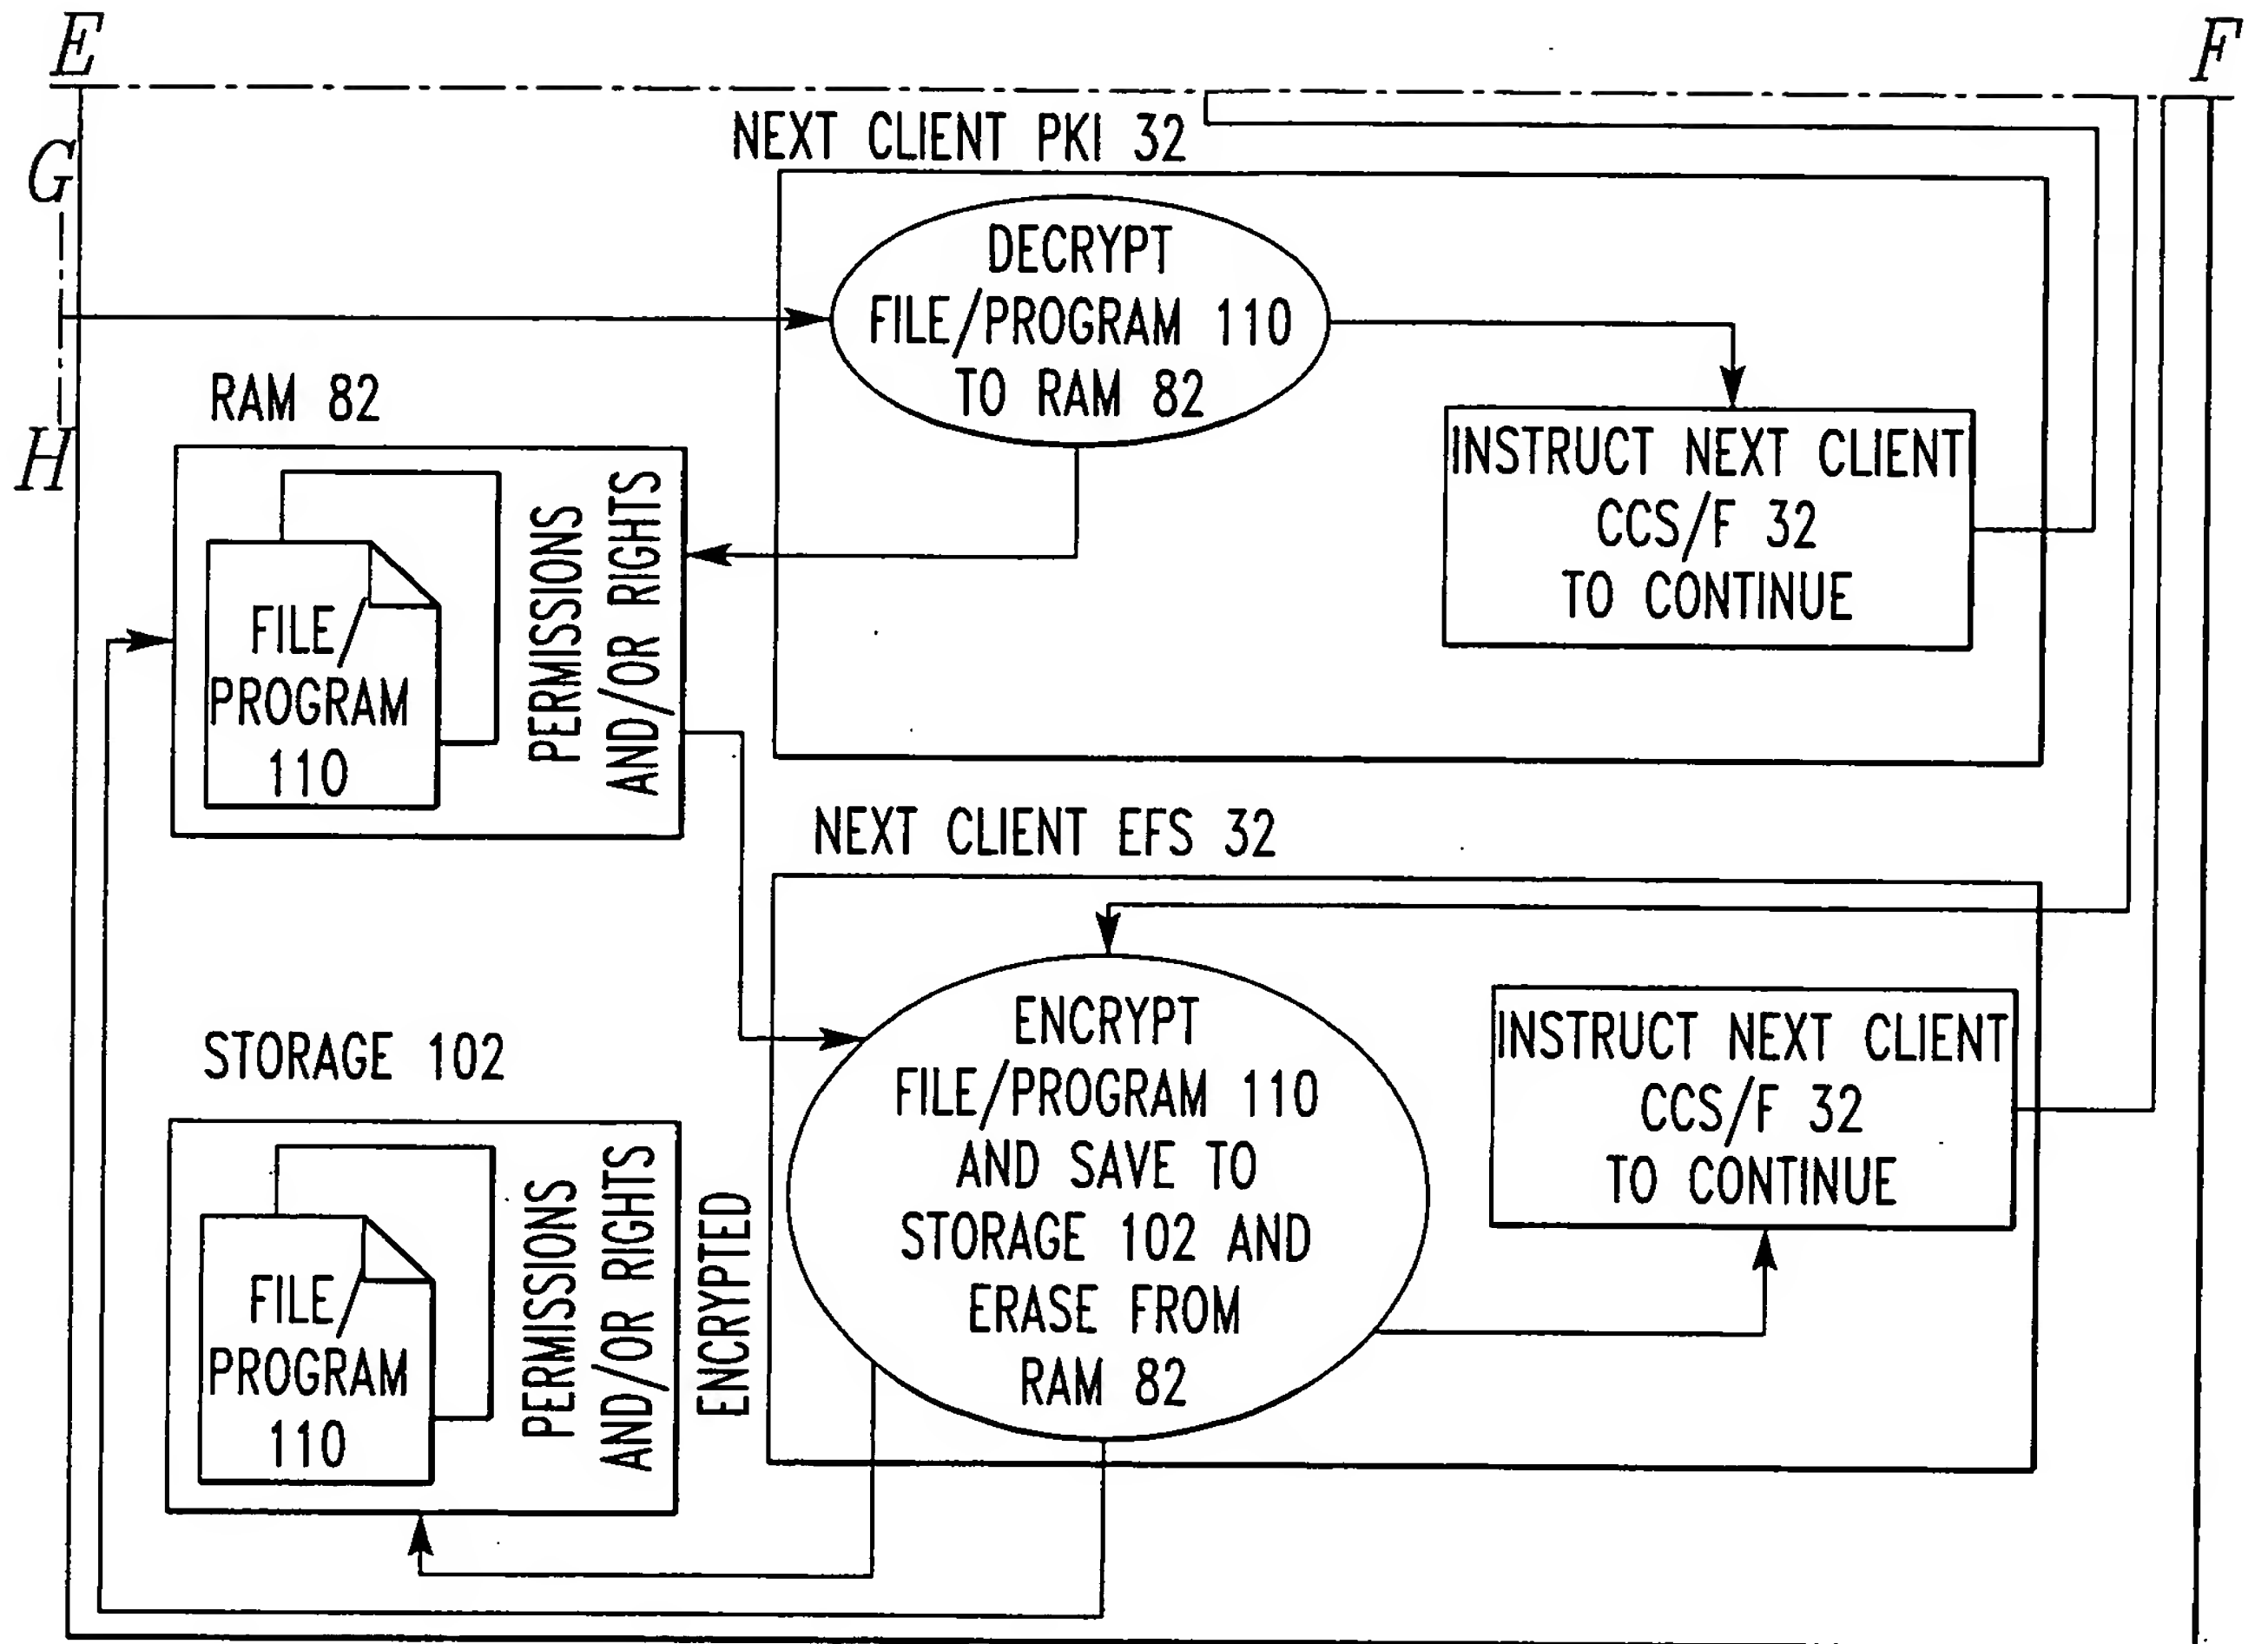 E
F
G
H
NEXT CLIENT PKI 32
DECRYPT
FILE/PROGRAM 110
TO RAM 82
INSTRUCT NEXT CLIENT
CCS/F 32
TO CONTINUE
RAM 82
FILE/
PROGRAM
110
PERMISSIONS
AND/OR RIGHTS
NEXT CLIENT EFS 32
ENCRYPT
FILE/PROGRAM 110
AND SAVE TO
STORAGE 102 AND
ERASE FROM
RAM 82
INSTRUCT NEXT CLIENT
CCS/F 32
TO CONTINUE
STORAGE 102
FILE/
PROGRAM
110
PERMISSIONS
AND/OR RIGHTS
ENCRYPTED